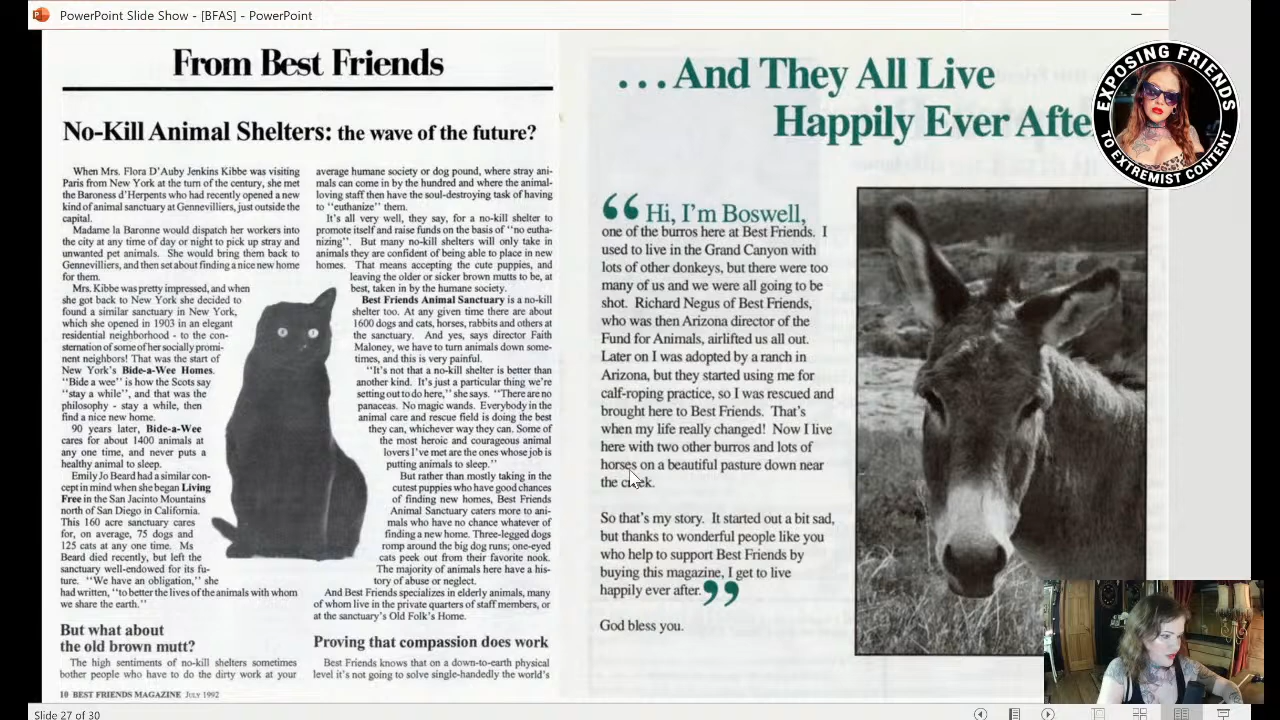 PowerPoint Slide Show - [BFAS] - PowerPoint
From Best Friends
No-Kill Animal Shelters: the wave of the future?
When Mrs. Flora D'Auby Jenkins Kibbe was visiting
Paris from New York at the turn of the century, she met
the Baroness d'Herpents who had recently opened a new
kind of animal sanctuary at Gennevilliers, just outside the
capital.
Madame la Baronne would dispatch her workers into
the city at any time of day or night to pick up stray and
unwanted pet animals. She would bring them back to
Gennevilliers, and then set about finding a nice new home
for them.
Mrs. Kibbe was pretty impressed, and when
she got back to New York she decided to
found a similar sanctuary in New York,
which she opened in 1903 in an elegant
residential neighborhood - to the con-
sternation of some of her socially promi-
nent neighbors! That was the start of
New York's Bide-a-Wee Homes.
"Bide a wee" is how the Scots say
"stay a while", and that was the
philosophy - stay a while, then
find a nice new home.
90 years later, Bide-a-Wee
cares for about 1400 animals at
any one time, and never puts a
healthy animal to sleep.
Emily Jo Beard had a similar con-
cept in mind when she began Living
Free in the San Jacinto Mountains
north of San Diego in California.
This 160 acre sanctuary cares
for, on average, 75 dogs and
125 cats at any one time. Ms
Beard died recently, but left the
sanctuary well-endowed for its fu-
ture. "We have an obligation," she
had written, "to better the lives of the animals with whom
we share the earth."
But what about
the old brown mutt?
The high sentiments of no-kill shelters sometimes
bother people who have to do the dirty work at your
10 BEST FRIENDS MAGAZINE July 1992
average humane society or dog pound, where stray ani-
mals can come in by the hundred and where the animal-
loving staff then have the soul-destroying task of having
to "euthanize" them.
It's all very well, they say, for a no-kill shelter to
promote itself and raise funds on the basis of "no eutha-
nizing". But many no-kill shelters will only take in
animals they are confident of being able to place in new
homes. That means accepting the cute puppies, and
leaving the older or sicker brown mutts to be, at
best, taken in by the humane society.
Best Friends Animal Sanctuary is a no-kill
shelter too. At any given time there are about
1600 dogs and cats, horses, rabbits and others at
the sanctuary. And yes, says director Faith
Maloney, we have to turn animals down some-
times, and this is very painful.
"It's not that a no-kill shelter is better than
another kind. It's just a particular thing we're
setting out to do here," she says. "There are no
panaceas. No magic wands. Everybody in the
animal care and rescue field is doing the best
they can, whichever way they can. Some of
the most heroic and courageous animal
lovers I've met are the ones whose job is
putting animals to sleep."
But rather than mostly taking in the
cutest puppies who have good chances
of finding new homes, Best Friends
Animal Sanctuary caters more to ani-
mals who have no chance whatever of
finding a new home. Three-legged dogs
romp around the big dog runs; one-eyed
cats peek out from their favorite nook.
The majority of animals here have a his-
tory of abuse or neglect.
And Best Friends specializes in elderly animals, many
of whom live in the private quarters of staff members, or
at the sanctuary's Old Folk's Home.
Proving that compassion does work
Best Friends knows that on a down-to-earth physical
level it's not going to solve single-handedly the world's
...And They All Live
Happily Ever Afte
"Hi, I'm Boswell,
one of the burros here at Best Friends. I
used to live in the Grand Canyon with
lots of other donkeys, but there were too
many of us and we were all going to be
shot. Richard Negus of Best Friends,
who was then Arizona director of the
Fund for Animals, airlifted us all out.
Later on I was adopted by a ranch in
Arizona, but they started using me for
calf-roping practice, so I was rescued and
brought here to Best Friends. That's
when my life really changed! Now I live
here with two other burros and lots of
horses on a beautiful pasture down near
the creek.
So that's my story. It started out a bit sad,
but thanks to wonderful people like you
who help to support Best Friends by
buying this magazine, I get to live
happily ever after."
God bless you.
EXPOSING FRIENDS
TO EXTREMIST CONTENT
Slide 27 of 30